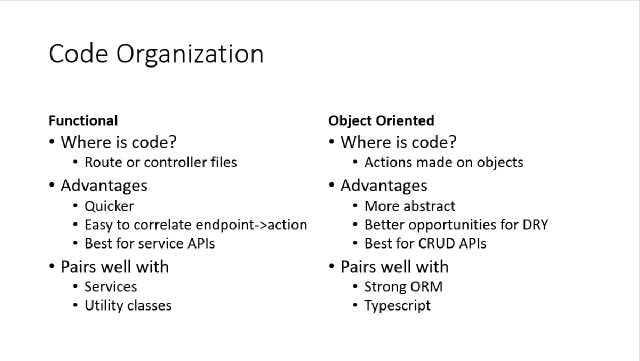 Code Organization
Functional
• Where is code?
• Route or controller files
• Advantages
• Quicker
• Easy to correlate endpoint->action
• Best for service APIs
• Pairs well with
• Services
• Utility classes
Object Oriented
• Where is code?
• Actions made on objects
• Advantages
• More abstract
• Better opportunities for DRY
• Best for CRUD APIs
• Pairs well with
• Strong ORM
• Typescript